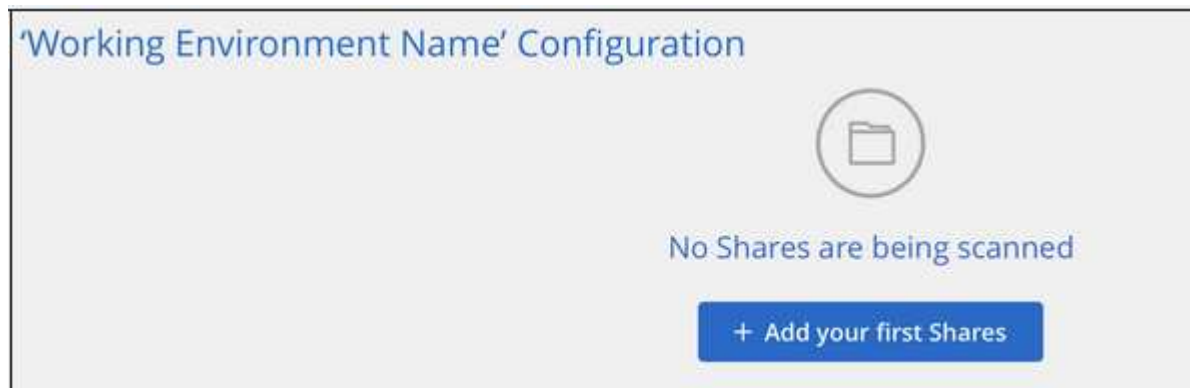 ‘Working Environment Name’ Configuration
No Shares are being scanned
+ Add your first Shares